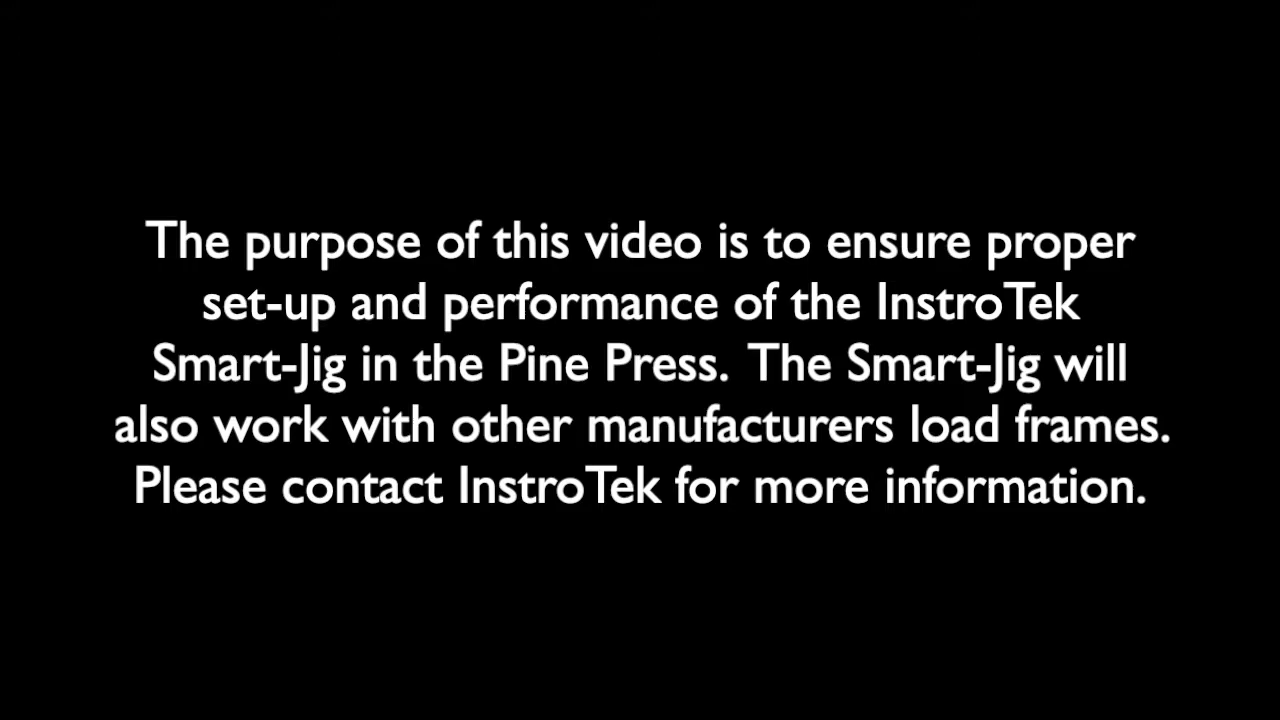 The purpose of this video is to ensure proper
set-up and performance of the InstroTek
Smart-Jig in the Pine Press.  The Smart-Jig will
also work with other manufacturers load frames.
Please contact InstroTek for more information.